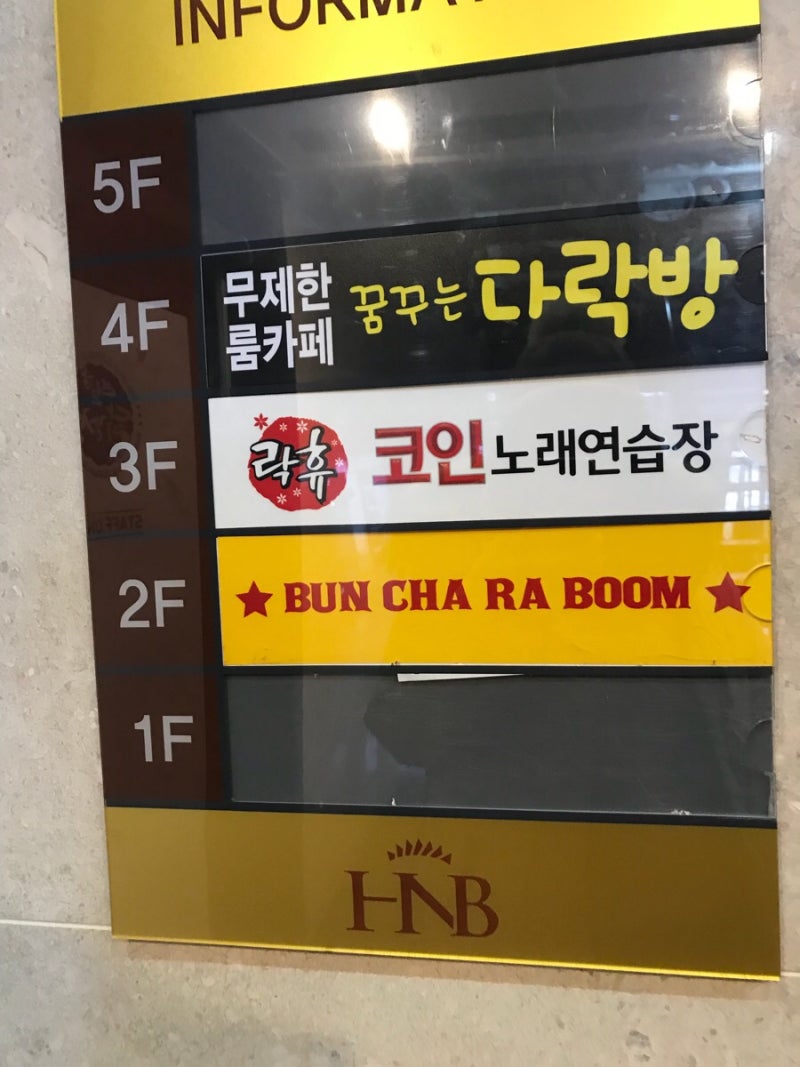 INFORMA
5F
4F
무제한
룸카페
꿈꾸는 다락방
3F
락휴
코인노래연습장
2F
BUN CHA RA BOOM
1F
HNB